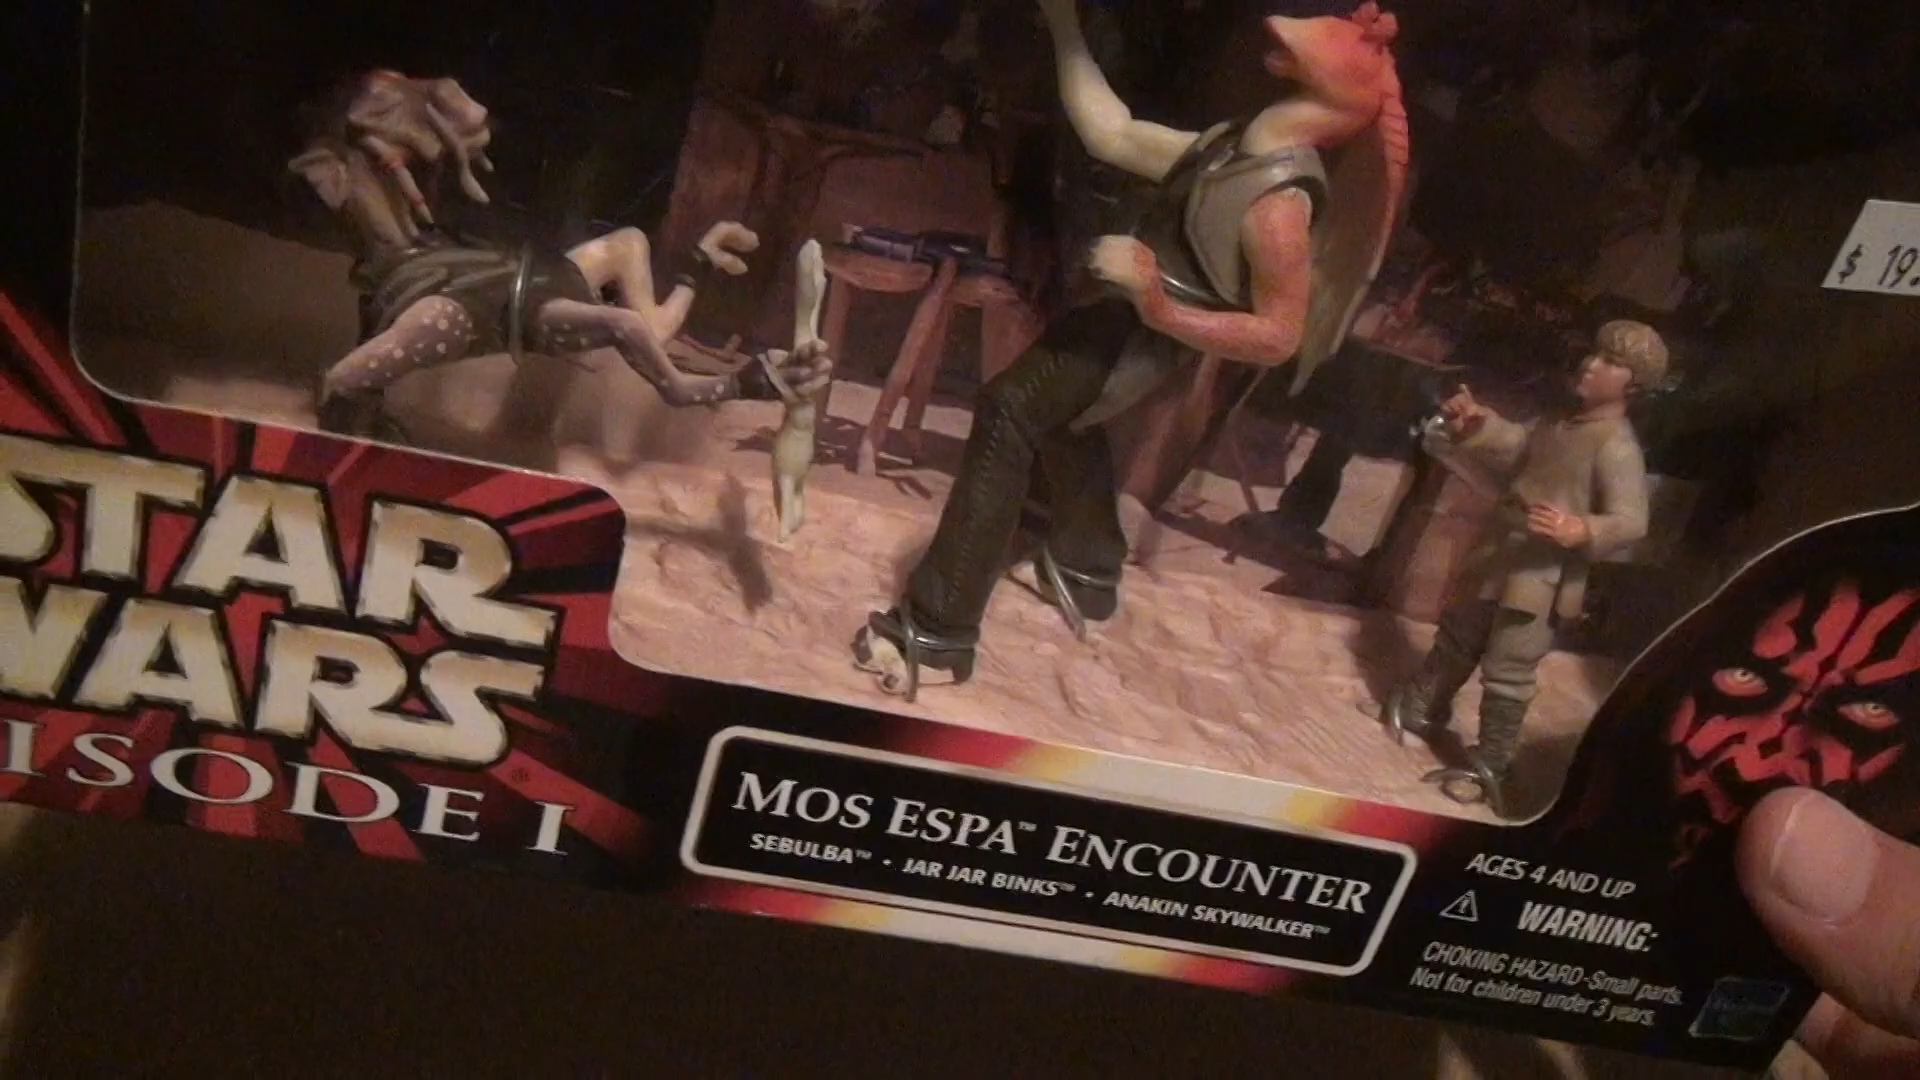 $ 19.
STAR
WARS
ISODE I
MOS ESPA™ ENCOUNTER
SEBULBA™ • JAR JAR BINKS™ • ANAKIN SKYWALKER™
AGES 4 AND UP
WARNING:
CHOKING HAZARD-Small parts.
Not for children under 3 years.